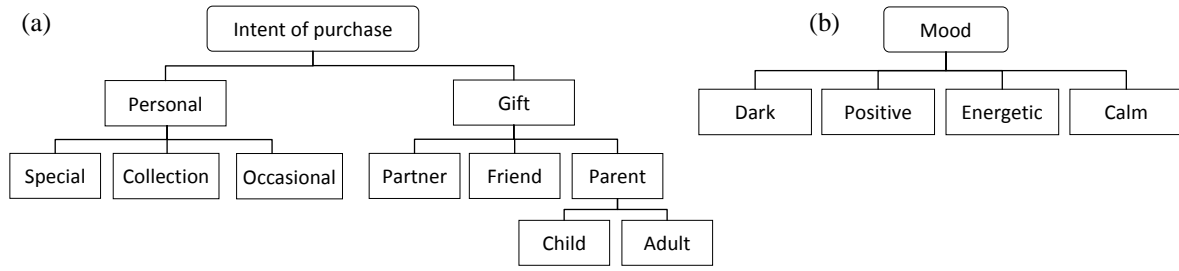 (a)
Intent of purchase
(b)
Mood
Personal
Gift
Dark
Positive
Energetic
Calm
Special
Collection
Occasional
Partner
Friend
Parent
Child
Adult